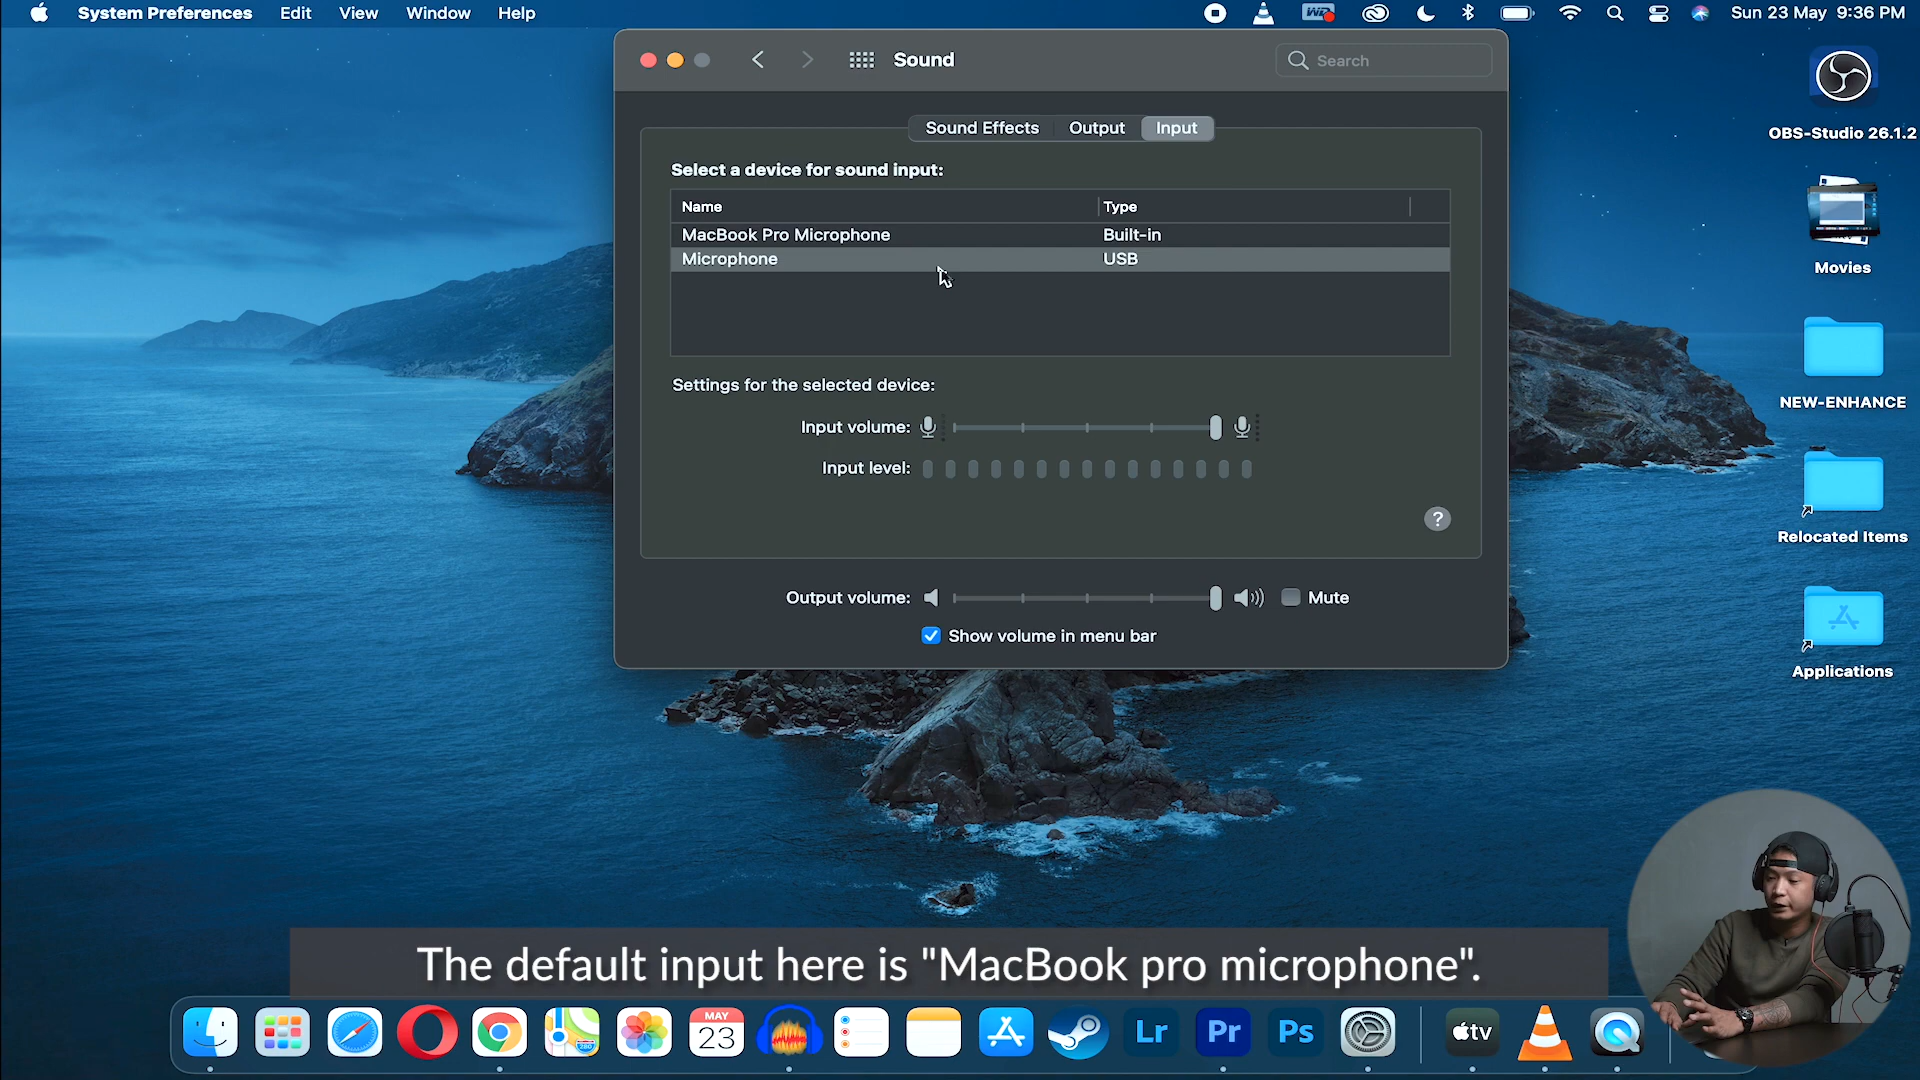 System Preferences Edit View Window Help
Sun 23 May 9:36 PM
Sound
Search
Sound Effects Output Input
Select a device for sound input:
Name Type
MacBook Pro Microphone Built-in
Microphone USB
Settings for the selected device:
Input volume:
Input level:
?
Output volume: Mute
Show volume in menu bar
OBS-Studio 26.1.2
Movies
NEW-ENHANCE
Relocated Items
Applications
The default input here is "MacBook pro microphone".
MAY
23
280
Lr
Pr
Ps
tv